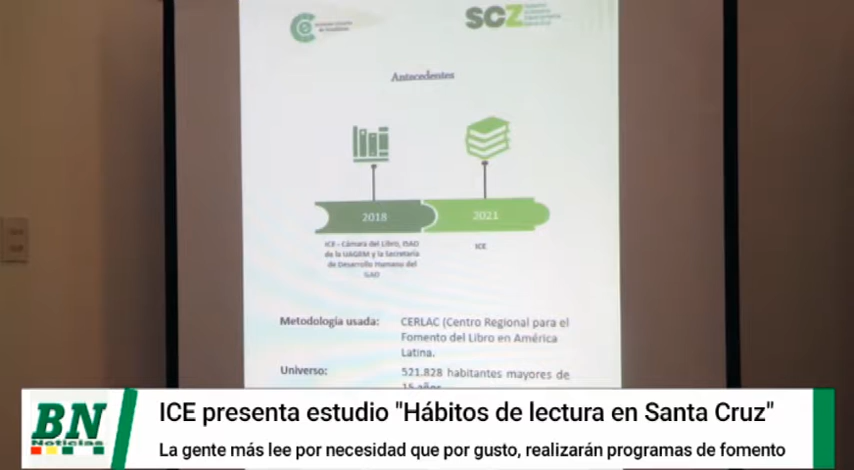 SCZ
Antecedentes
2018
2021
ICE - Cámara del Libro, ISAD
de la UAGRM y la Secretaría
de Desarrollo Humano del
GAD
ICE
Metodología usada:
CERLAC (Centro Regional para el
Fomento del Libro en América
Latina.
Universo:
521.828 habitantes mayores de
15 años
BN
Noticias
ICE presenta estudio "Hábitos de lectura en Santa Cruz"
La gente más lee por necesidad que por gusto, realizarán programas de fomento